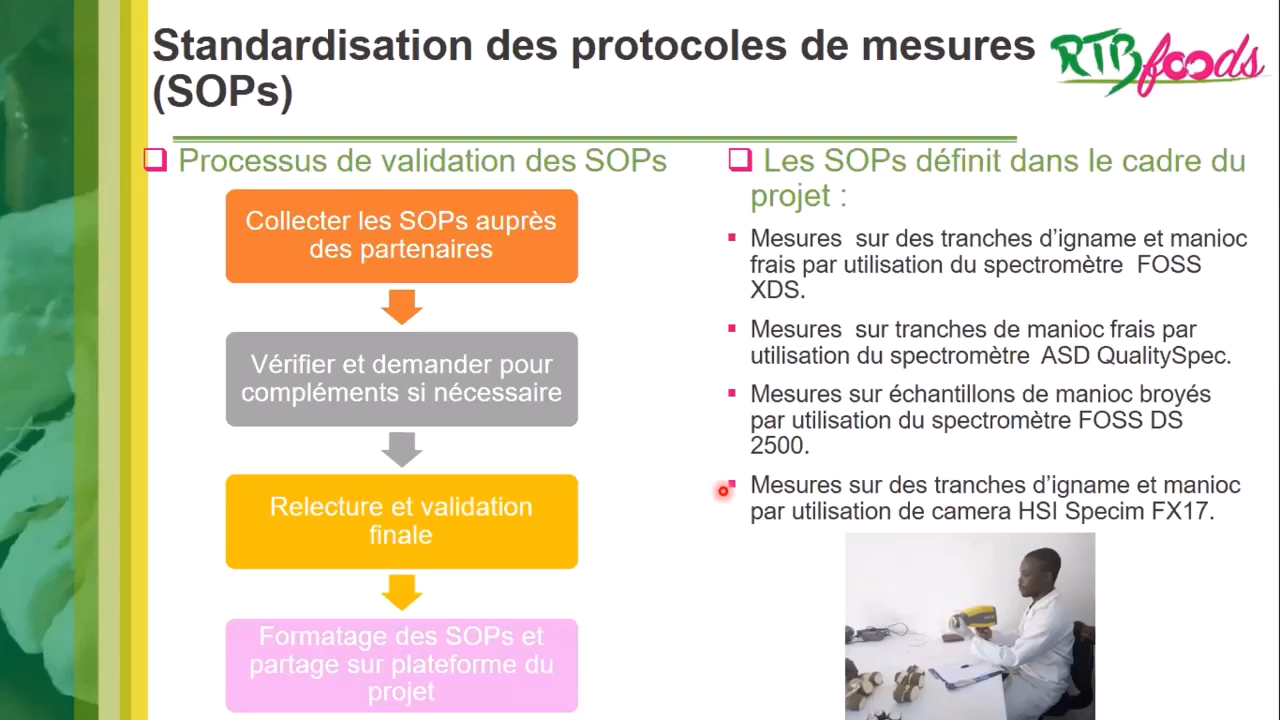 Standardisation des protocoles de mesures
(SOPs)
RTBfoods
Processus de validation des SOPs
Collecter les SOPs auprès
des partenaires
Vérifier et demander pour
compléments si nécessaire
Relecture et validation
finale
Formatage des SOPs et
partage sur plateforme du
projet
Les SOPs définit dans le cadre du
projet :
Mesures sur des tranches d’igname et manioc
frais par utilisation du spectromètre FOSS
XDS.
Mesures sur tranches de manioc frais par
utilisation du spectromètre ASD QualitySpec.
Mesures sur échantillons de manioc broyés
par utilisation du spectromètre FOSS DS
2500.
Mesures sur des tranches d’igname et manioc
par utilisation de camera HSI Specim FX17.